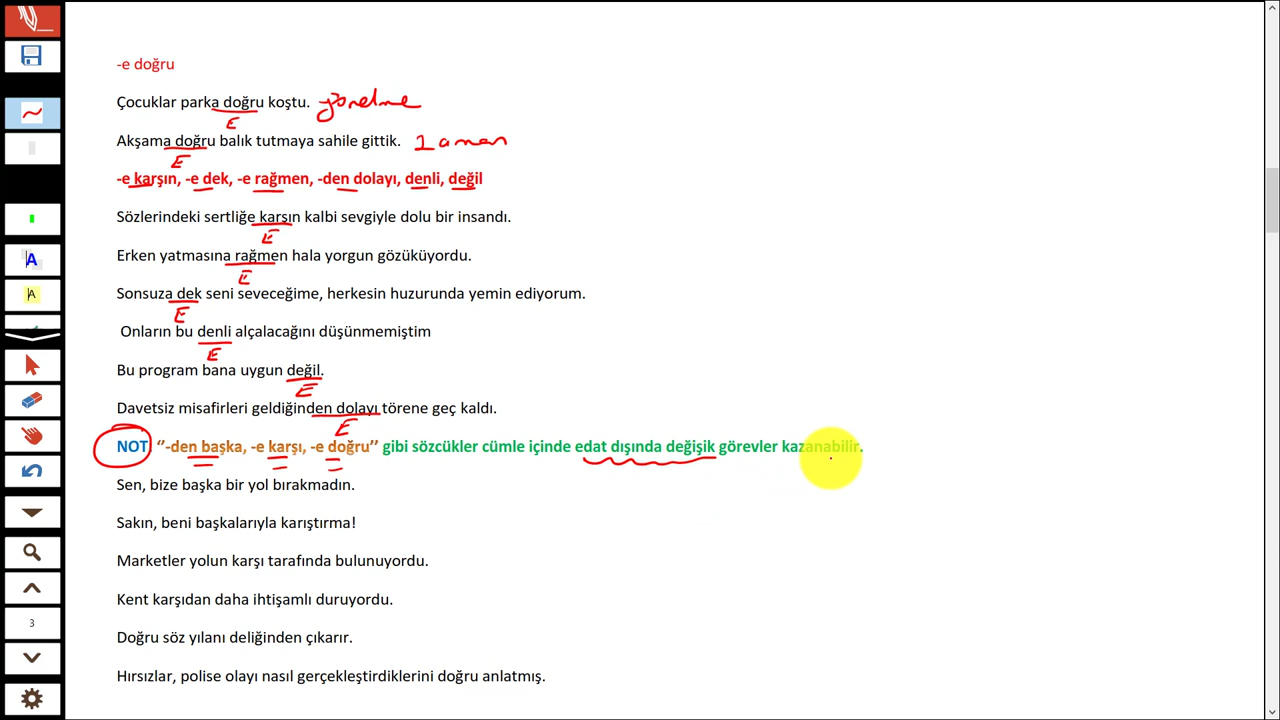 -e doğru
Çocuklar parka doğru koştu. yönelme
E
Akşama doğru balık tutmaya sahile gittik. Zaman
E
-e karşın, -e dek, -e rağmen, -den dolayı, denli, değil
Sözlerindeki sertliğe karşın kalbi sevgiyle dolu bir insandı.
E
Erken yatmasına rağmen hala yorgun gözüküyordu.
E
Sonsuza dek seni seveceğime, herkesin huzurunda yemin ediyorum.
E
Onların bu denli alçalacağını düşünmemiştim
E
Bu program bana uygun değil.
E
Davetsiz misafirleri geldiğinden dolayı törene geç kaldı.
E
NOT: ‘’-den başka, -e karşı, -e doğru’’ gibi sözcükler cümle içinde edat dışında değişik görevler kazanabilir.
Sen, bize başka bir yol bırakmadın.
Sakın, beni başkalarıyla karıştırma!
Marketler yolun karşı tarafında bulunuyordu.
Kent karşıdan daha ihtişamlı duruyordu.
Doğru söz yılanı deliğinden çıkarır.
Hırsızlar, polise olayı nasıl gerçekleştirdiklerini doğru anlatmış.
A
A
3